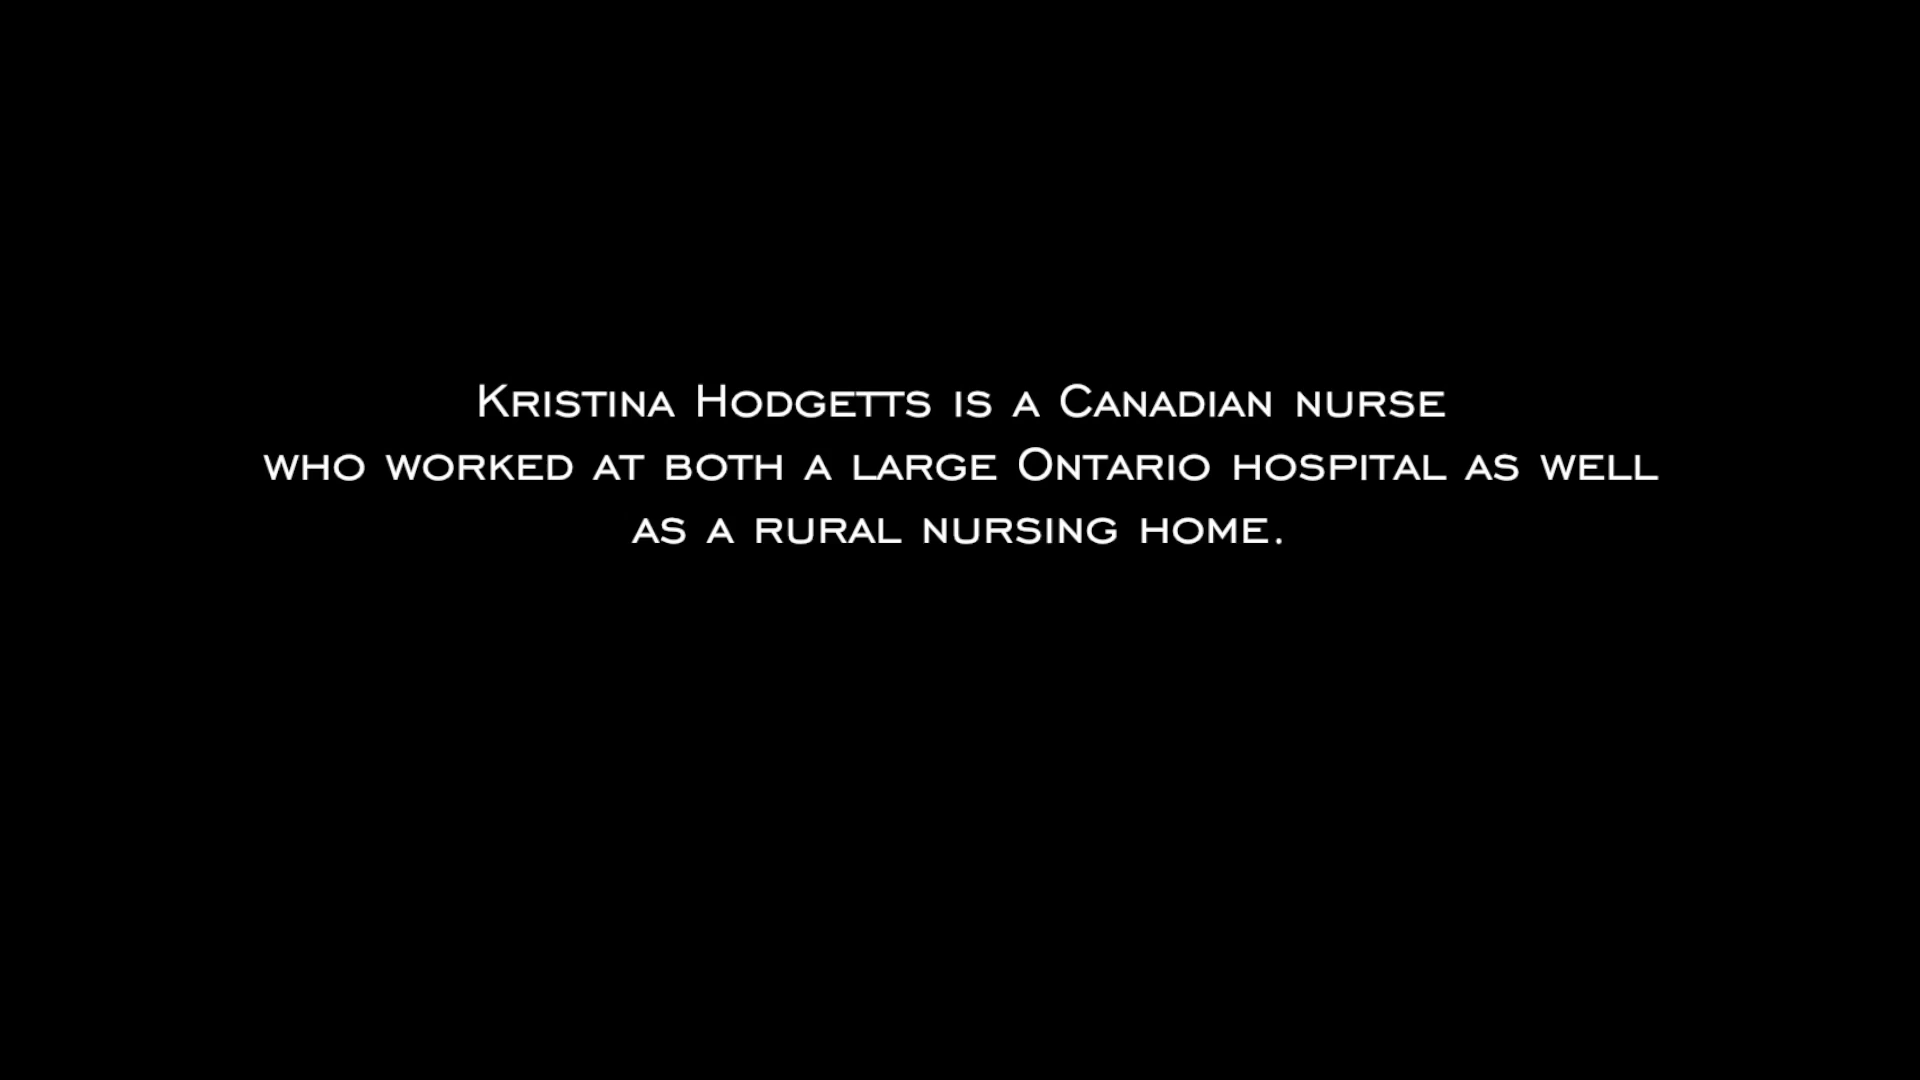 Kristina Hodgetts is a Canadian nurse
who worked at both a large Ontario hospital as well
as a rural nursing home.